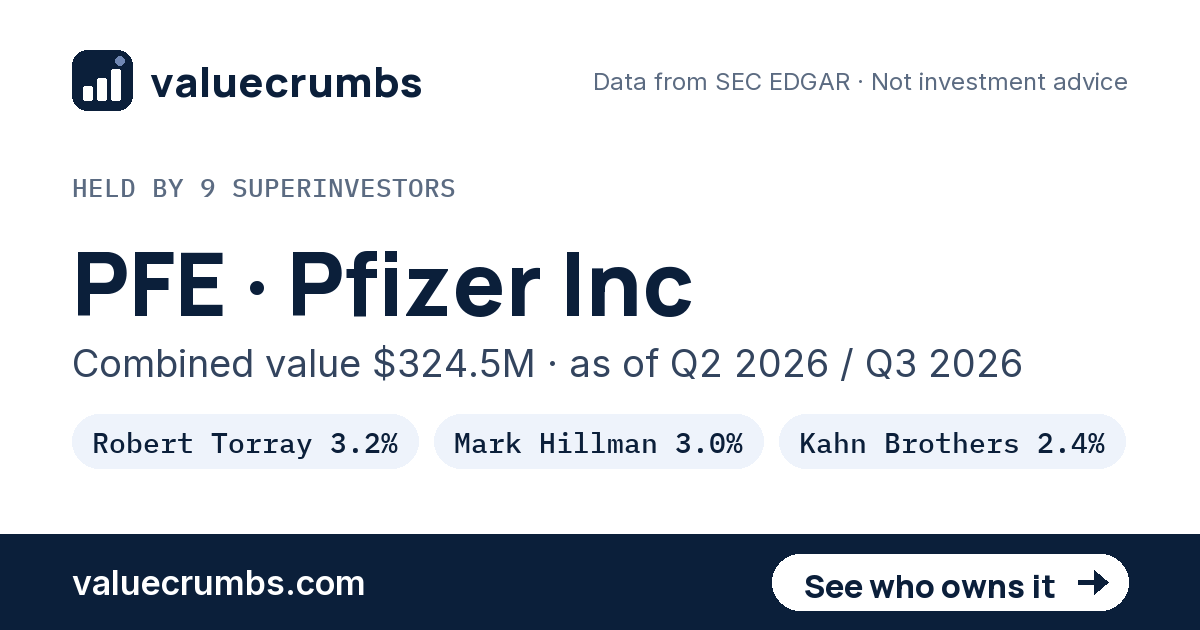 valuecrumbs
Data from SEC EDGAR · Not investment advice
HELD BY 9 SUPERINVESTORS
PFE · Pfizer Inc
Combined value $324.5M · as of Q2 2026 / Q3 2026
Robert Torray 3.2%
Mark Hillman 3.0%
Kahn Brothers 2.4%
valuecrumbs.com
See who owns it →